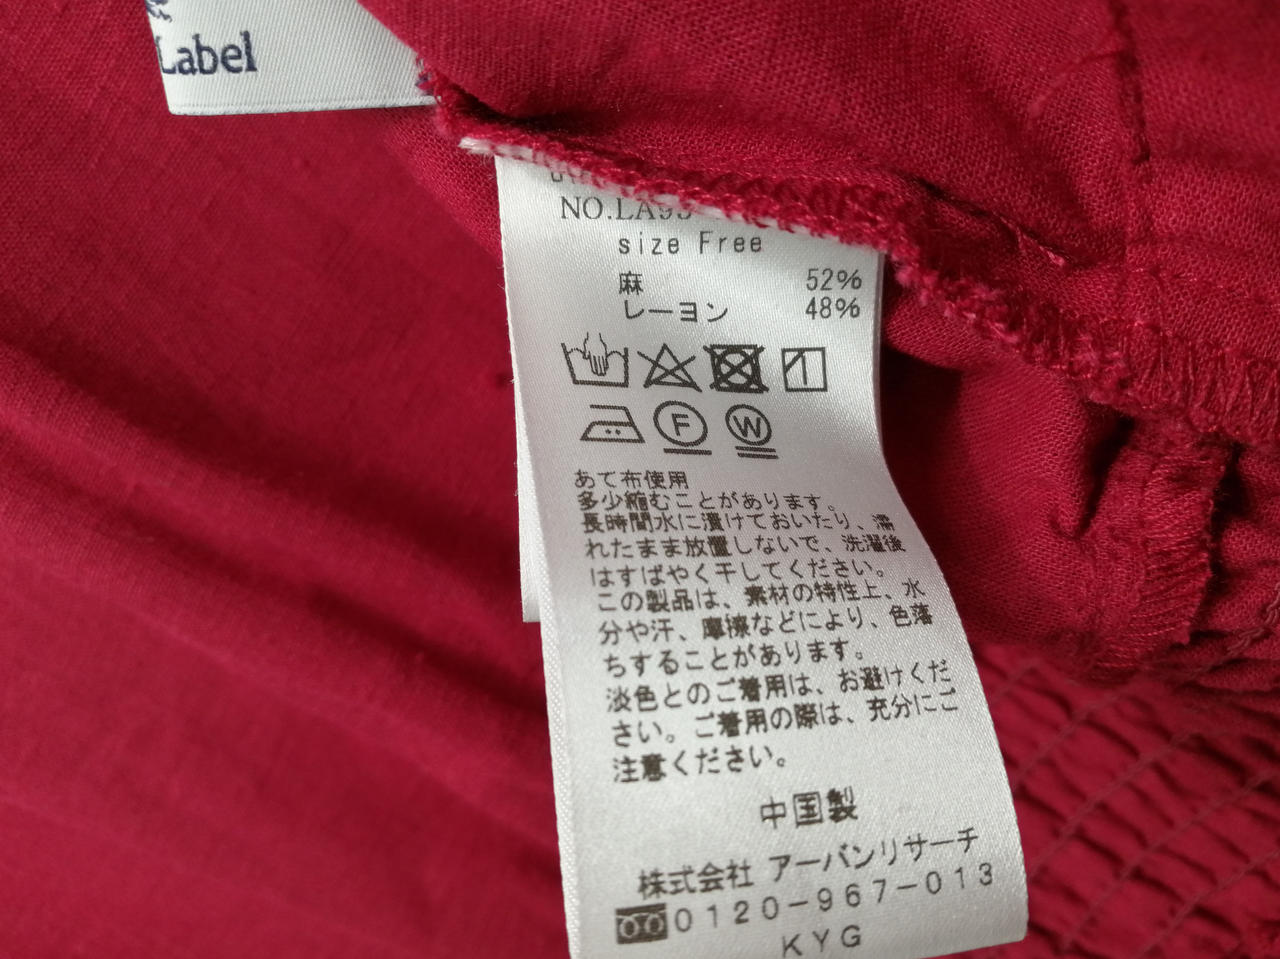 Label
size Free
麻 52%
レーヨン 48%
F W
あて布使用
多少縮むことがあります。
長時間水に漬けておいたり、濡
れたまま放置しないで、洗濯後
はすばやく干してください。
この製品は、素材の特性上、水
分や汗、摩擦などにより、色落
ちすることがあります。
淡色とのご着用は、お避けくだ
さい。ご着用の際は、充分にご
注意ください。
中国製
株式会社 アーバンリサーチ
0120-967-013
KYG